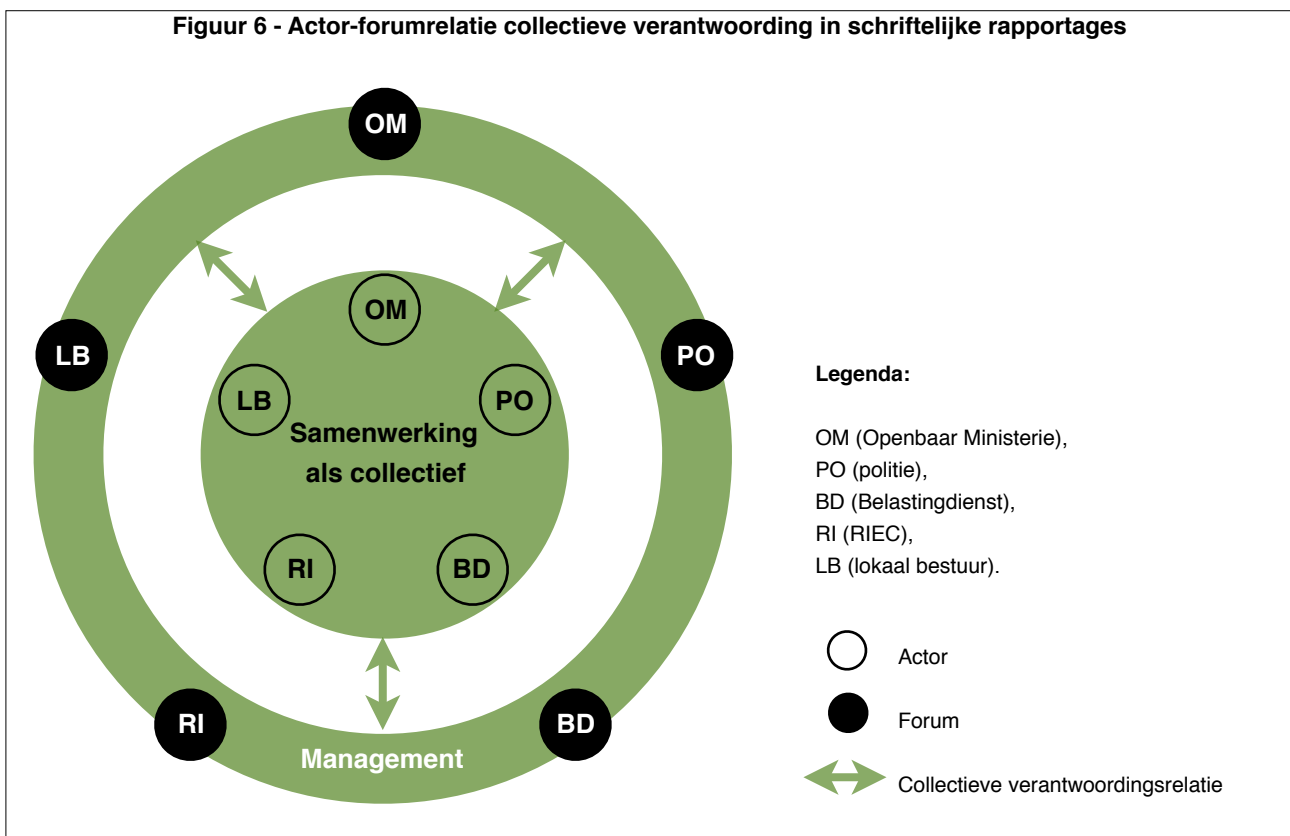 Figuur 6 - Actor-forumrelatie collectieve verantwoording in schriftelijke rapportages
OM
LB
PO
RI
BD
Management
OM
LB
PO
Samenwerking
als collectief
RI
BD
Legenda:
OM (Openbaar Ministerie),
PO (politie),
BD (Belastingdienst),
RI (RIEC),
LB (lokaal bestuur).
Actor
Forum
Collectieve verantwoordingsrelatie